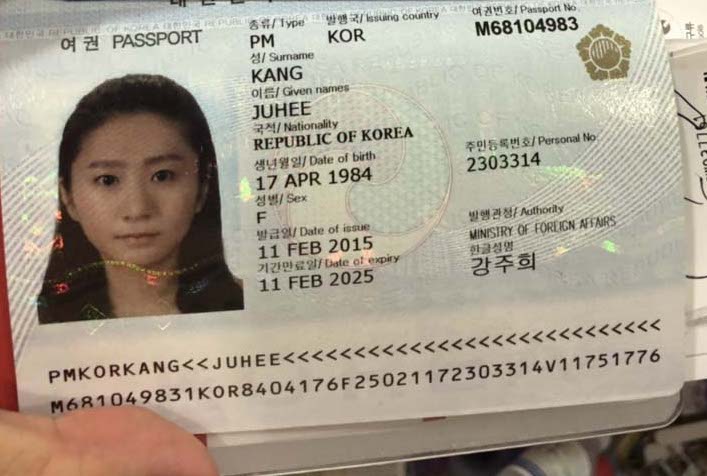 여권 PASSPORT
종류/ Type 발행국/ Issuing country 여권번호/ Passport No.
PM KOR M68104983
성/ Surname
KANG
이름/ Given names
JUHEE
국적/ Nationality
REPUBLIC OF KOREA
생년월일/ Date of birth 주민등록번호/ Personal No.
17 APR 1984 2303314
성별/ Sex
F
발급일/ Date of issue 발행관청/ Authority
11 FEB 2015 MINISTRY OF FOREIGN AFFAIRS
기간만료일/ Date of expiry 한글성명
11 FEB 2025 강주희
PMKORKANG<<JUHEE<<<<<<<<<<<<<<<<<<<<<<<<<<<<
M681049831KOR8404176F25021172303314V11751776